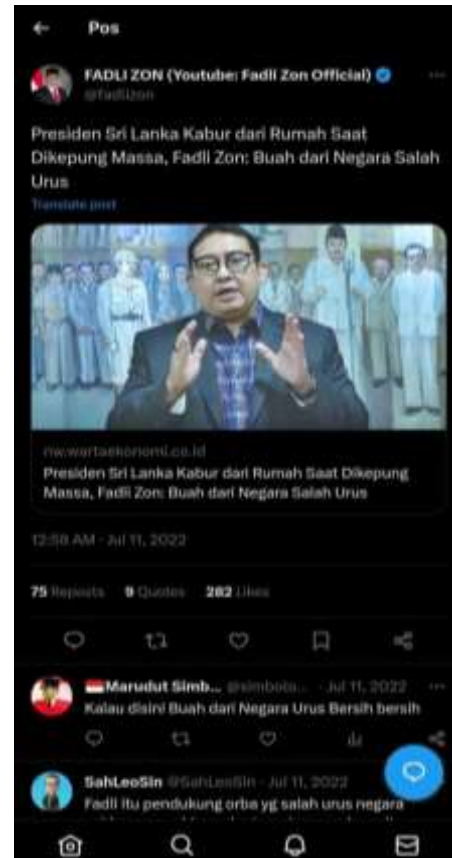 Pos
FADLI ZON (Youtube: Fadli Zon Official)
@fadlizon
Presiden Sri Lanka Kabur dari Rumah Saat
Dikepung Massa, Fadli Zon: Buah dari Negara Salah
Urus
Translate post
nw.wartaekonomi.co.id
Presiden Sri Lanka Kabur dari Rumah Saat Dikepung
Massa, Fadli Zon: Buah dari Negara Salah Urus
12:58 AM · Jul 11, 2022
75 Reposts 9 Quotes 282 Likes
Marudut Simb... · Jul 11, 2022
Kalau disini Buah dari Negara Urus Bersih bersih
SahLeoSin @SahLeoSin · Jul 11, 2022
Fadli itu pendukung orba yg salah urus negara